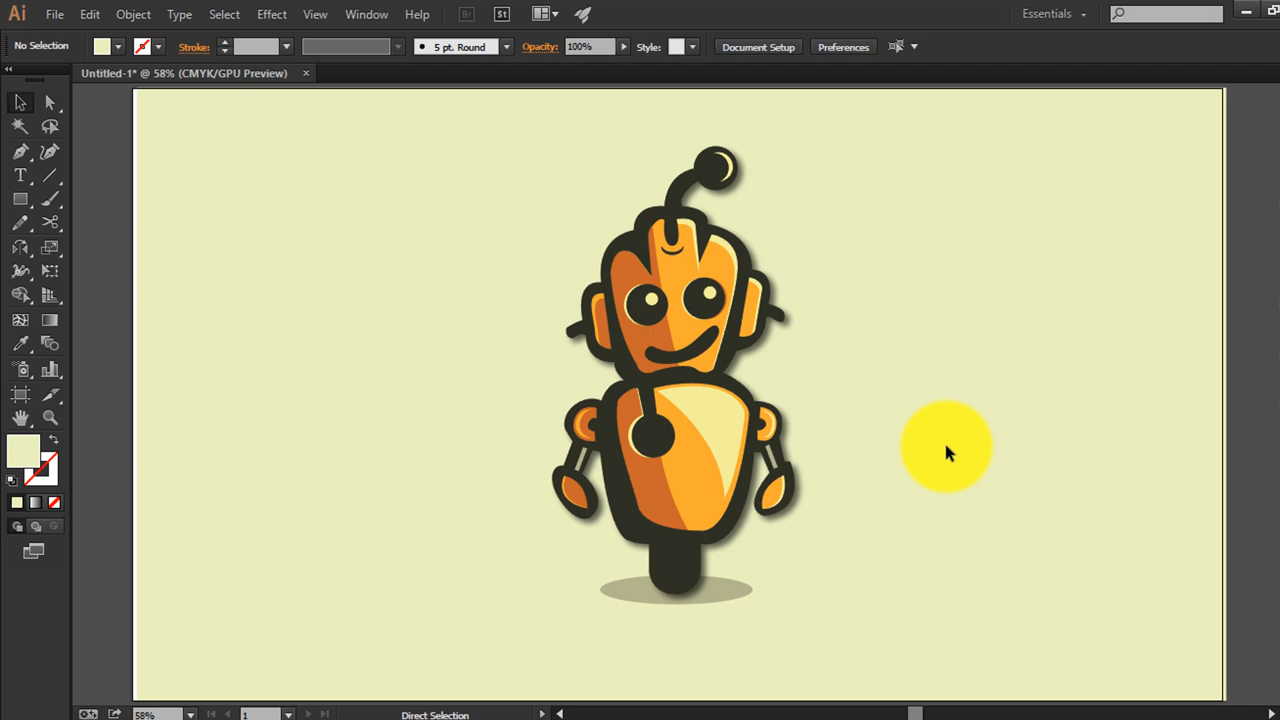 Ai File Edit Object Type Select Effect View Window Help Br St Essentials
No Selection Stroke: 5 pt. Round Opacity: 100% Style: Document Setup Preferences
Untitled-1* @ 58% (CMYK/GPU Preview) ×
T
58% 1 Direct Selection